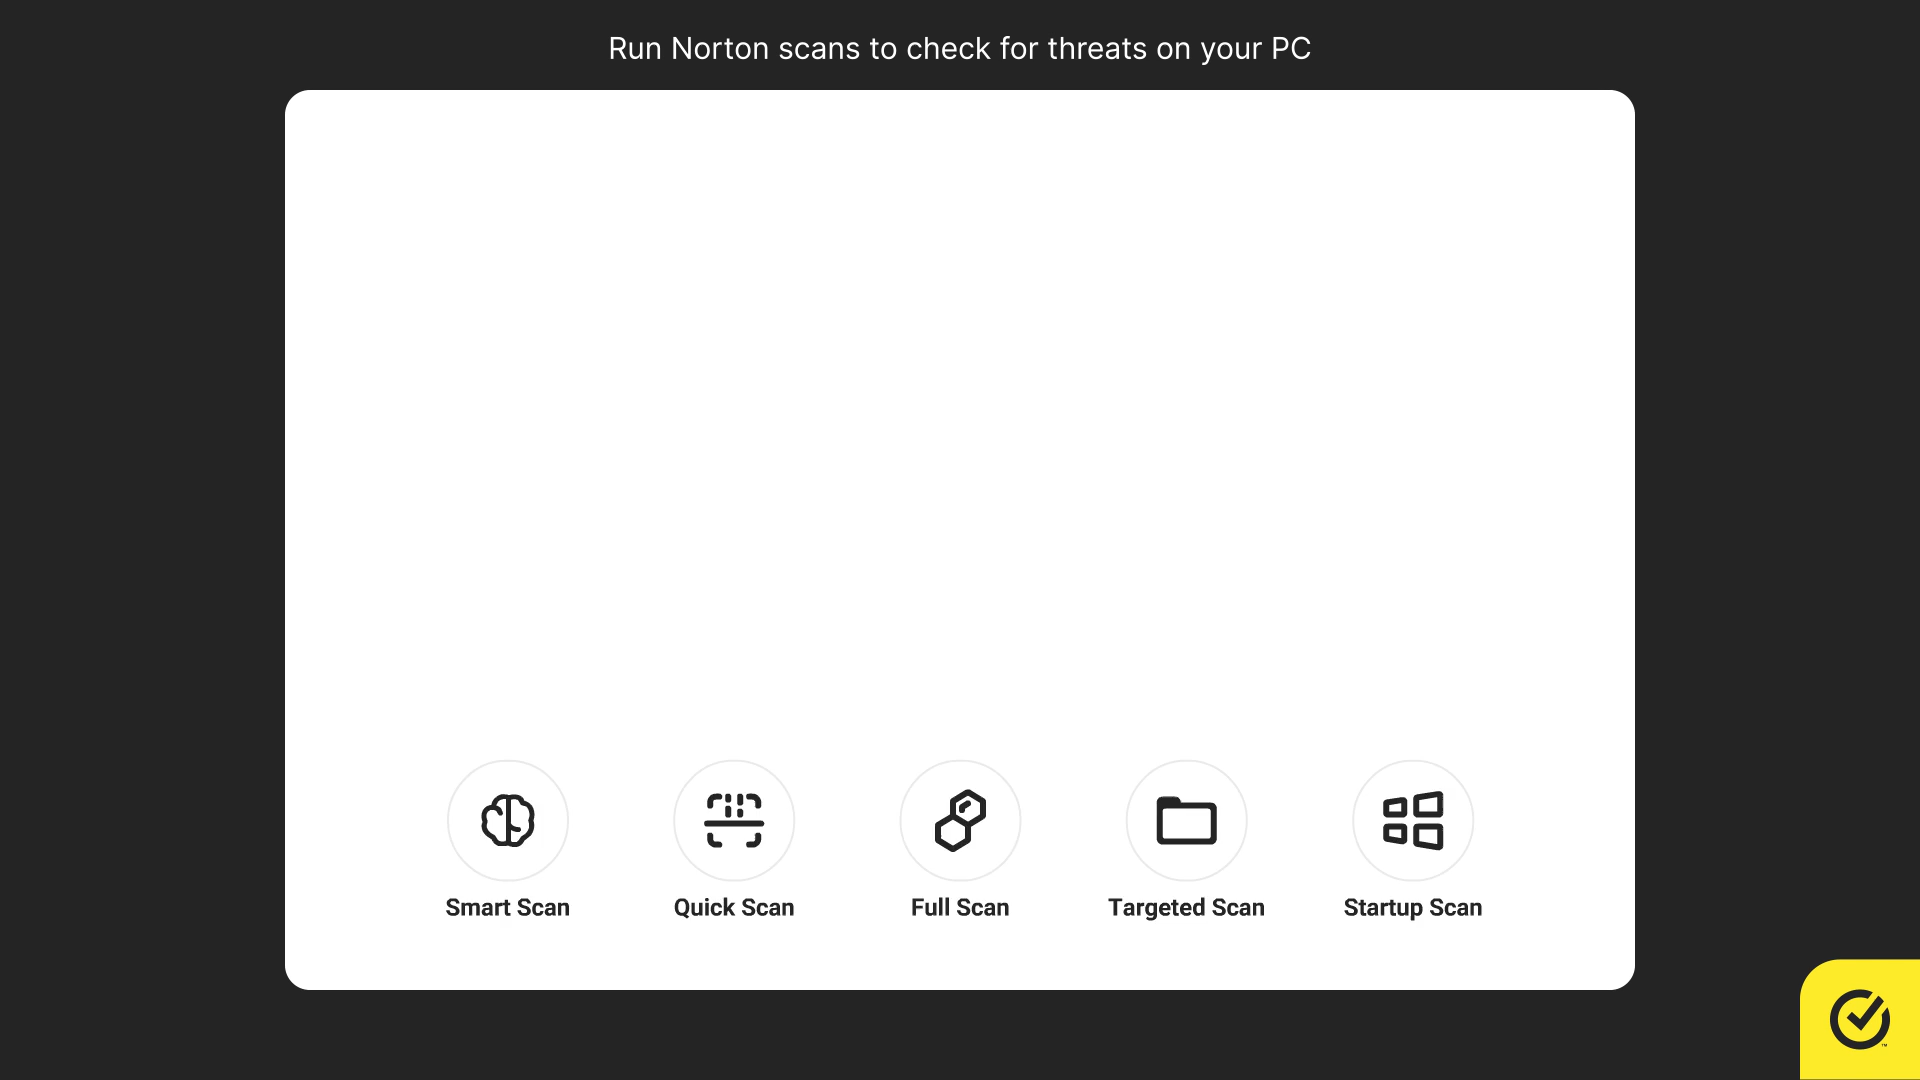 Run Norton scans to check for threats on your PC
Smart Scan
Quick Scan
Full Scan
Targeted Scan
Startup Scan
™